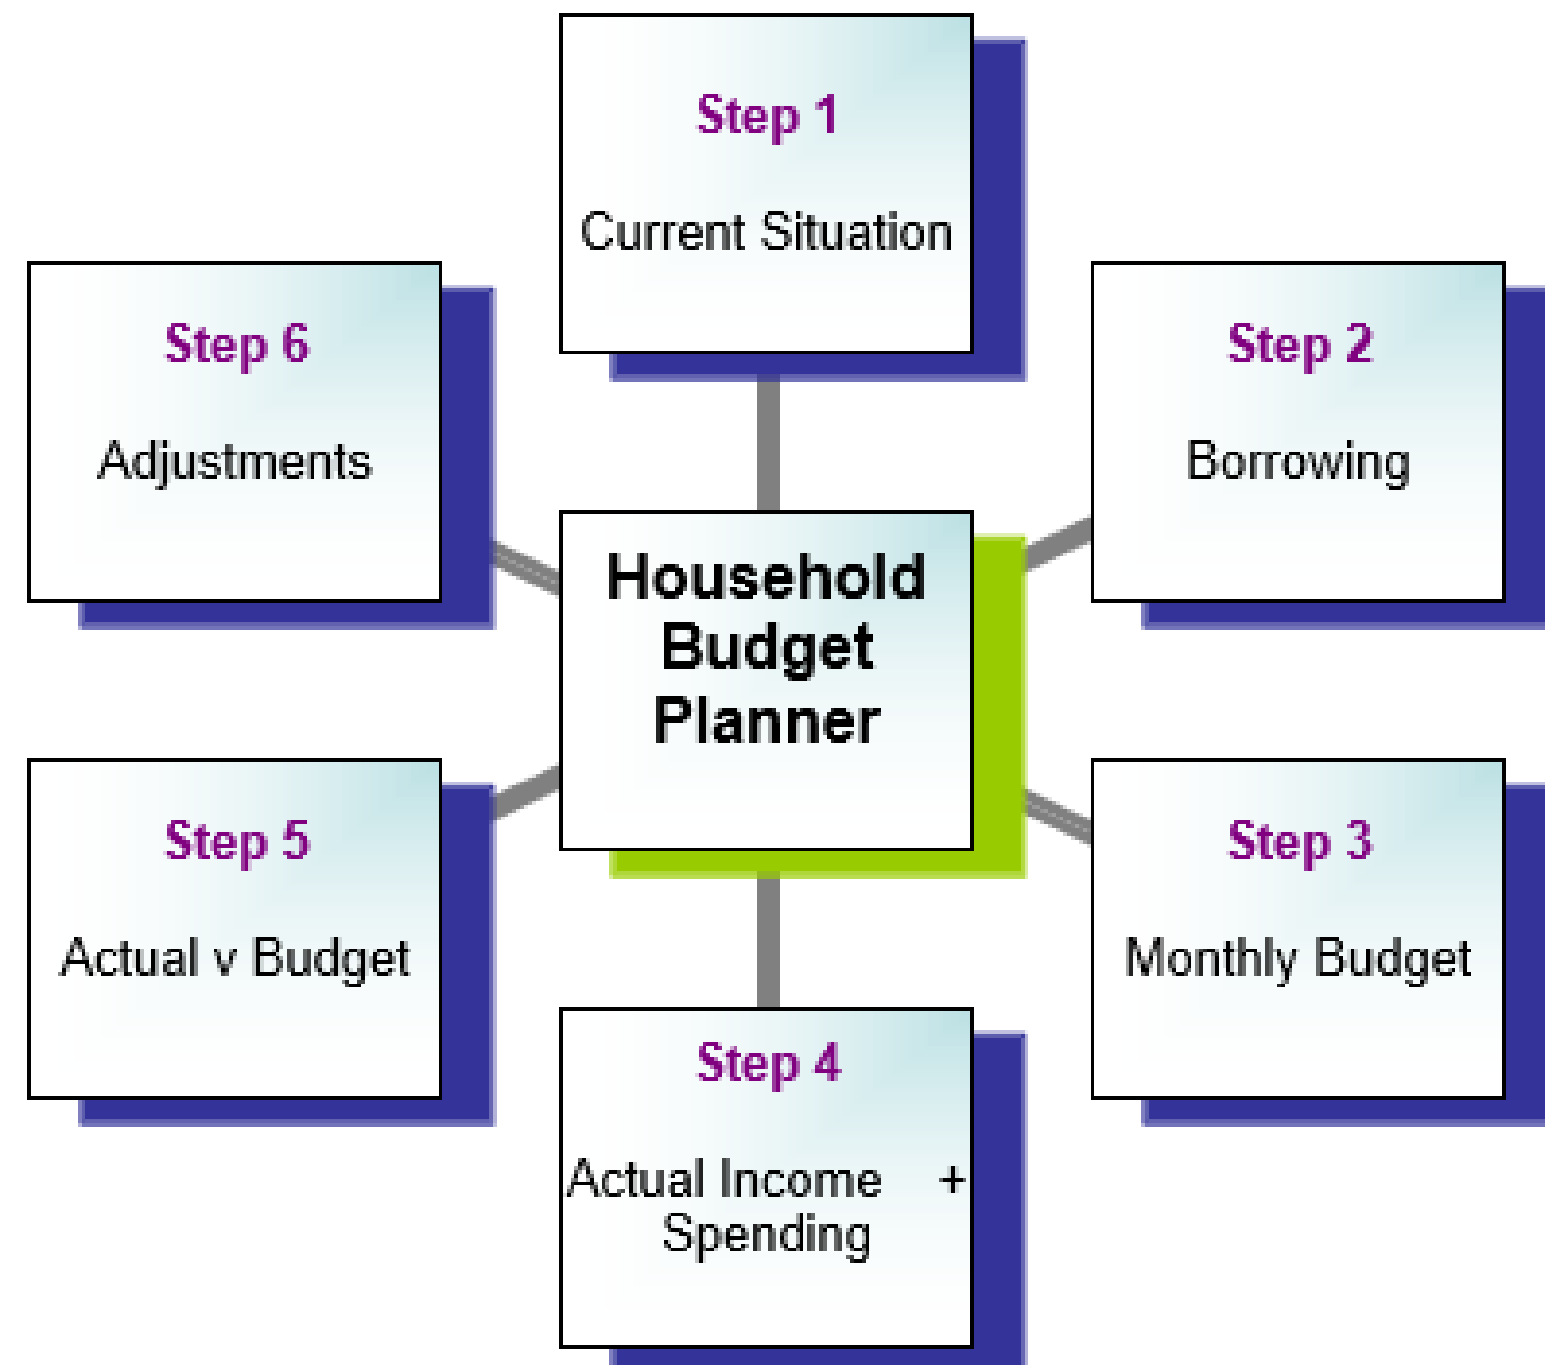 Step 1
Current Situation
Step 6
Adjustments
Step 2
Borrowing
Household
Budget
Planner
Step 5
Actual v Budget
Step 3
Monthly Budget
Step 4
Actual Income +
Spending